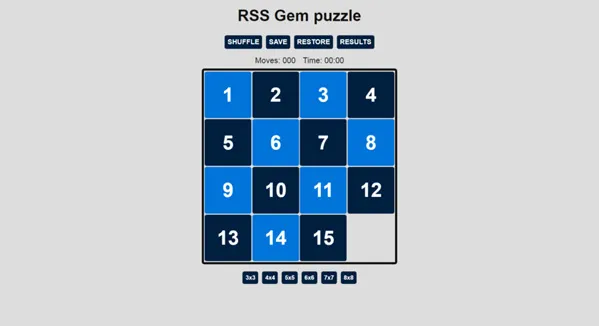 RSS Gem puzzle
SHUFFLE SAVE RESTORE RESULTS
Moves: 000 Time: 00:00
1 2 3 4
5 6 7 8
9 10 11 12
13 14 15
3x3 4x4 5x5 6x6 7x7 8x8